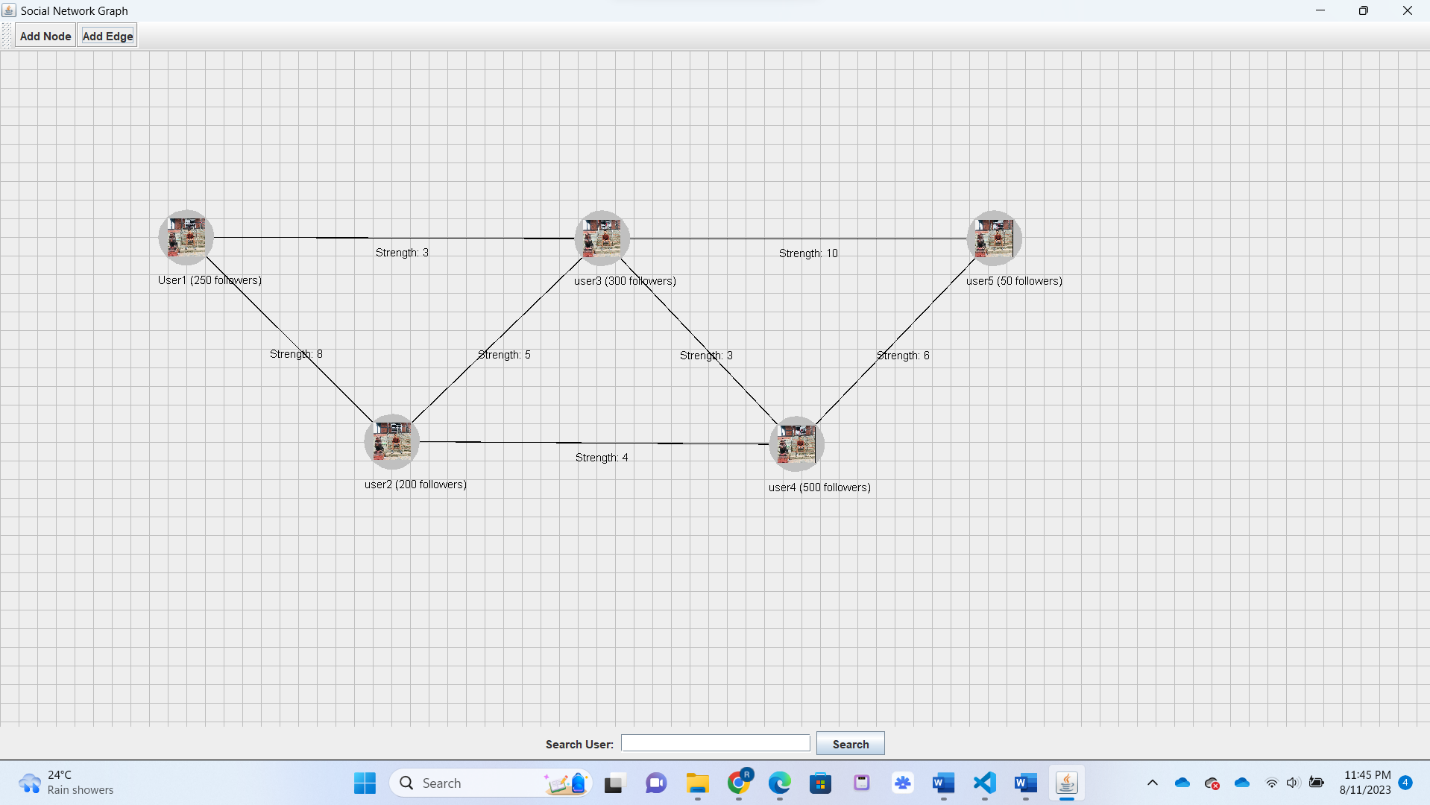 Social Network Graph
Add Node Add Edge
Strength: 3
Strength: 10
User1 (250 followers)
user3 (300 followers)
user5 (50 followers)
Strength: 8
Strength: 5
Strength: 3
Strength: 6
Strength: 4
user2 (200 followers)
user4 (500 followers)
Search User: Search
24°C
Rain showers
Search
R
11:45 PM
8/11/2023
4